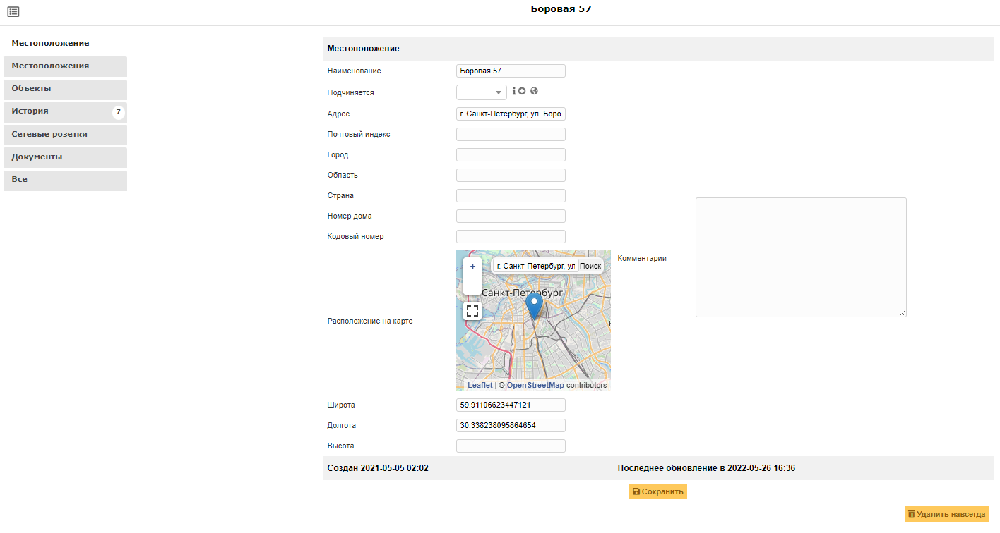 Боровая 57
Местоположение
Местоположения
Объекты
История 7
Сетевые розетки
Документы
Все
Местоположение
Наименование Боровая 57
Подчиняется -----
Адрес г. Санкт-Петербург, ул. Боро
Почтовый индекс
Город
Область
Страна
Номер дома
Кодовый номер
Расположение на карте
+
−
г. Санкт-Петербург, ул Поиск
Санкт-Петербург
Leaflet | © OpenStreetMap contributors
Комментарии
Широта 59.91106623447121
Долгота 30.338238095864654
Высота
Создан 2021-05-05 02:02 Последнее обновление в 2022-05-26 16:36
Сохранить
Удалить навсегда